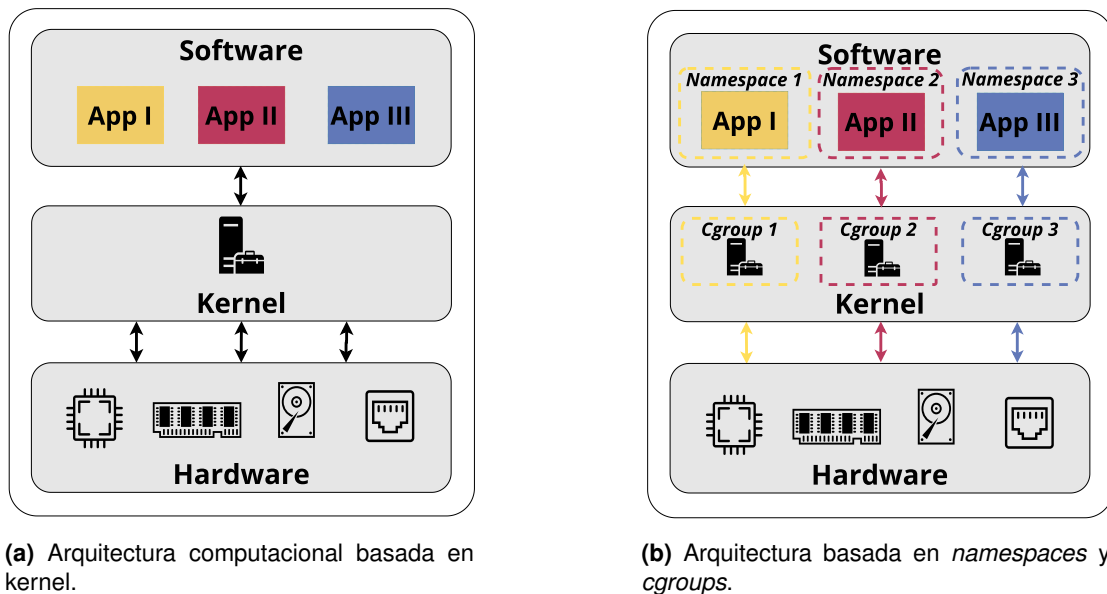 Software
App I
App II
App III
Kernel
Hardware
(a) Arquitectura computacional basada en
kernel.
Software
Namespace 1
Namespace 2
Namespace 3
App I
App II
App III
Cgroup 1
Cgroup 2
Cgroup 3
Kernel
Hardware
(b) Arquitectura basada en namespaces y
cgroups.